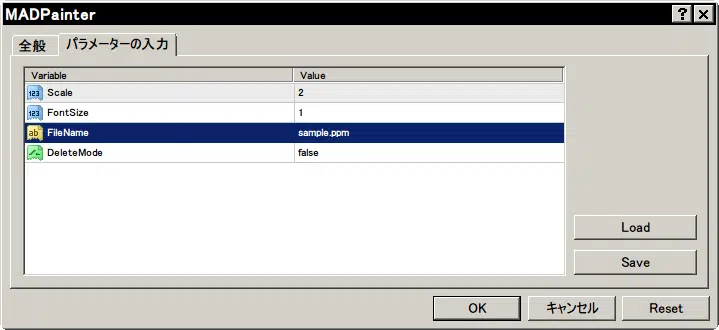 MADPainter
全般 パラメーターの入力
Variable Value
123 Scale 2
123 FontSize 1
ab FileName sample.ppm
DeleteMode false
Load
Save
OK キャンセル Reset